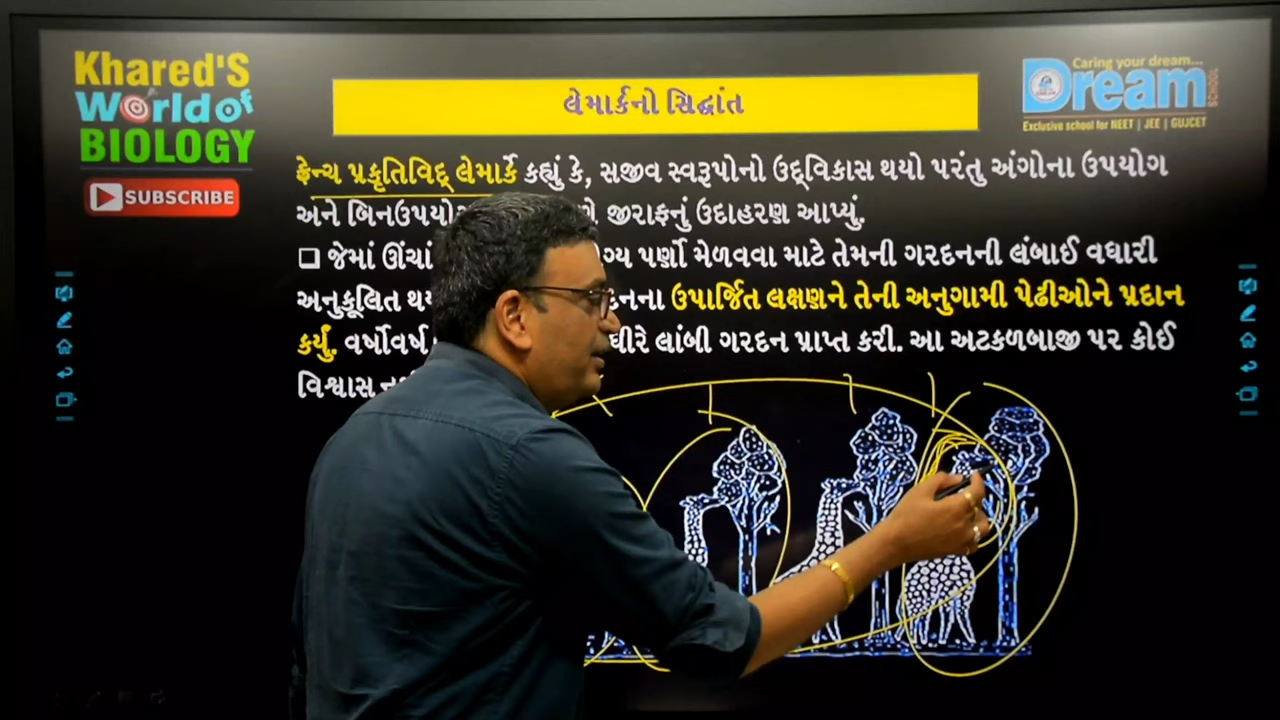 Khared'S
World of
BIOLOGY
SUBSCRIBE
Caring your dream...
Dream
SCHOOL
Exclusive school for NEET | JEE | GUJCET
લેમાર્કનો સિદ્ધાંત
ફ્રેન્ચ પ્રકૃતિવિદ્ લેમાર્કે કહ્યું કે, સજીવ સ્વરૂપોનો ઉદ્‌વિકાસ થયો પરંતુ અંગોના ઉપયોગ
અને જીરાફનું ઉદાહરણ આપ્યું.
❑ જેમાં પર્ણો મેળવવા માટે તેમની ગરદનની લંબાઈ વધારી
અનુકૂલિત ઉપાર્જિત લક્ષણને તેની અનુગામી પેઢીઓને પ્રદાન
કર્યું. વર્ષોવર્ષ લાંબી ગરદન પ્રાપ્ત કરી. આ અટકળબાજી પર કોઈ
વિશ્વાસ